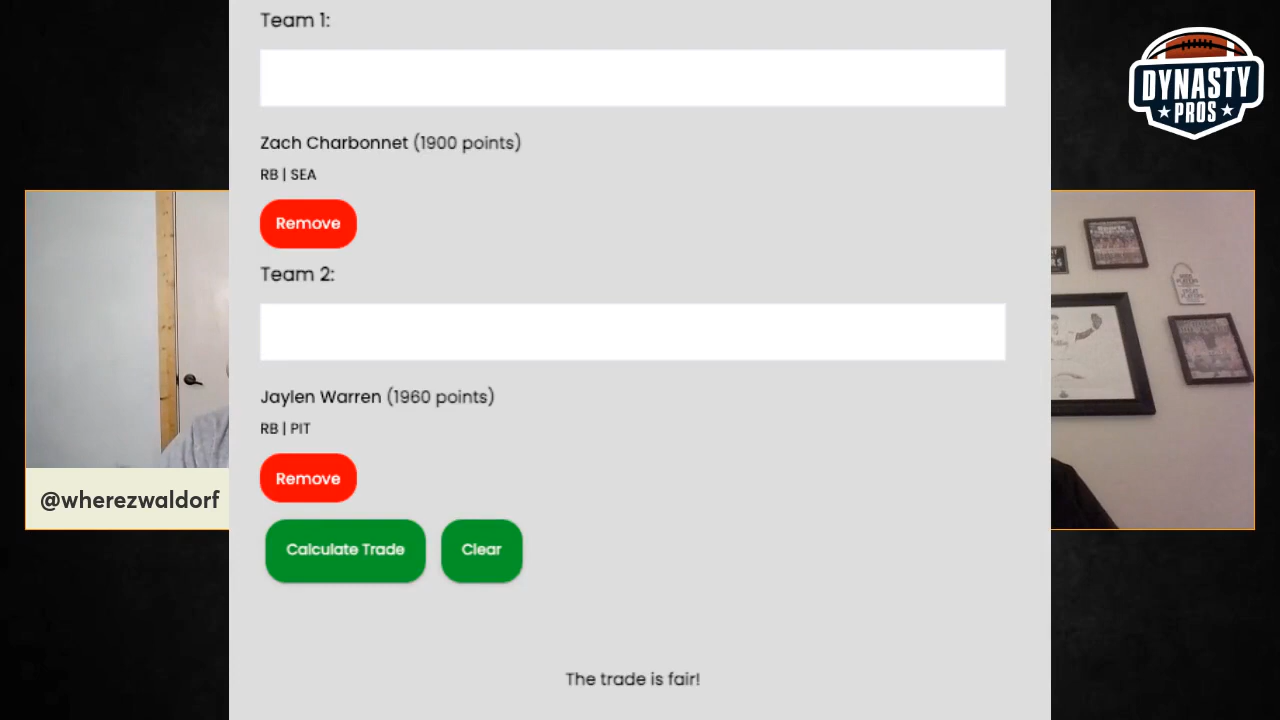 Team 1:
DYNASTY
PROS
Zach Charbonnet (1900 points)
RB | SEA
Remove
Team 2:
Jaylen Warren (1960 points)
RB | PIT
Remove
@wherezwaldorf
Calculate Trade
Clear
The trade is fair!